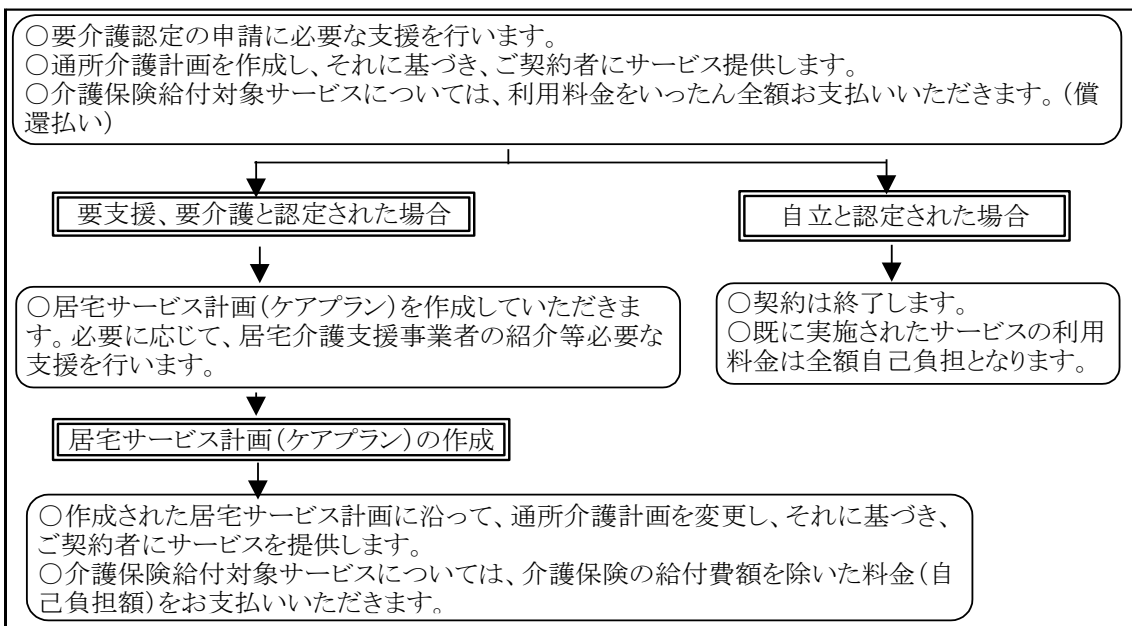 ○要介護認定の申請に必要な支援を行います。
○通所介護計画を作成し、それに基づき、ご契約者にサービス提供します。
○介護保険給付対象サービスについては、利用料金をいったん全額お支払いいただきます。（償
還払い）
要支援、要介護と認定された場合
自立と認定された場合
○居宅サービス計画（ケアプラン）を作成していただきま
す。必要に応じて、居宅介護支援事業者の紹介等必要な
支援を行います。
○契約は終了します。
○既に実施されたサービスの利用
料金は全額自己負担となります。
居宅サービス計画（ケアプラン）の作成
○作成された居宅サービス計画に沿って、通所介護計画を変更し、それに基づき、
ご契約者にサービスを提供します。
○介護保険給付対象サービスについては、介護保険の給付費額を除いた料金（自
己負担額）をお支払いいただきます。